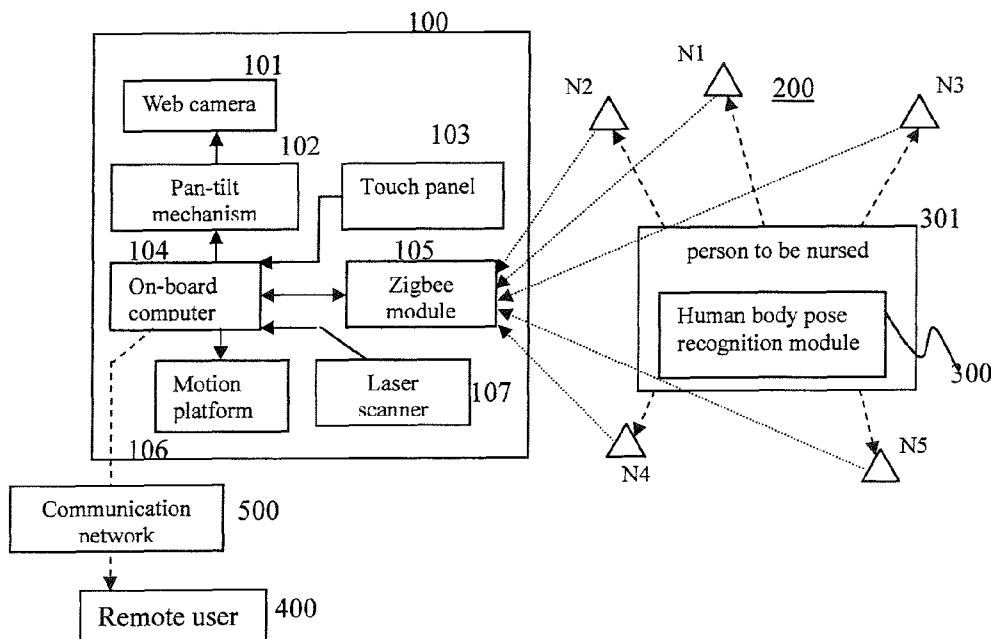 100
101
Web camera
102
Pan-tilt
mechanism
103
Touch panel
104
On-board
computer
105
Zigbee
module
Motion
platform
106
Laser
scanner
107
N2
N1
200
N3
301
person to be nursed
Human body pose
recognition module
300
N4
N5
Communication
network
500
Remote user
400